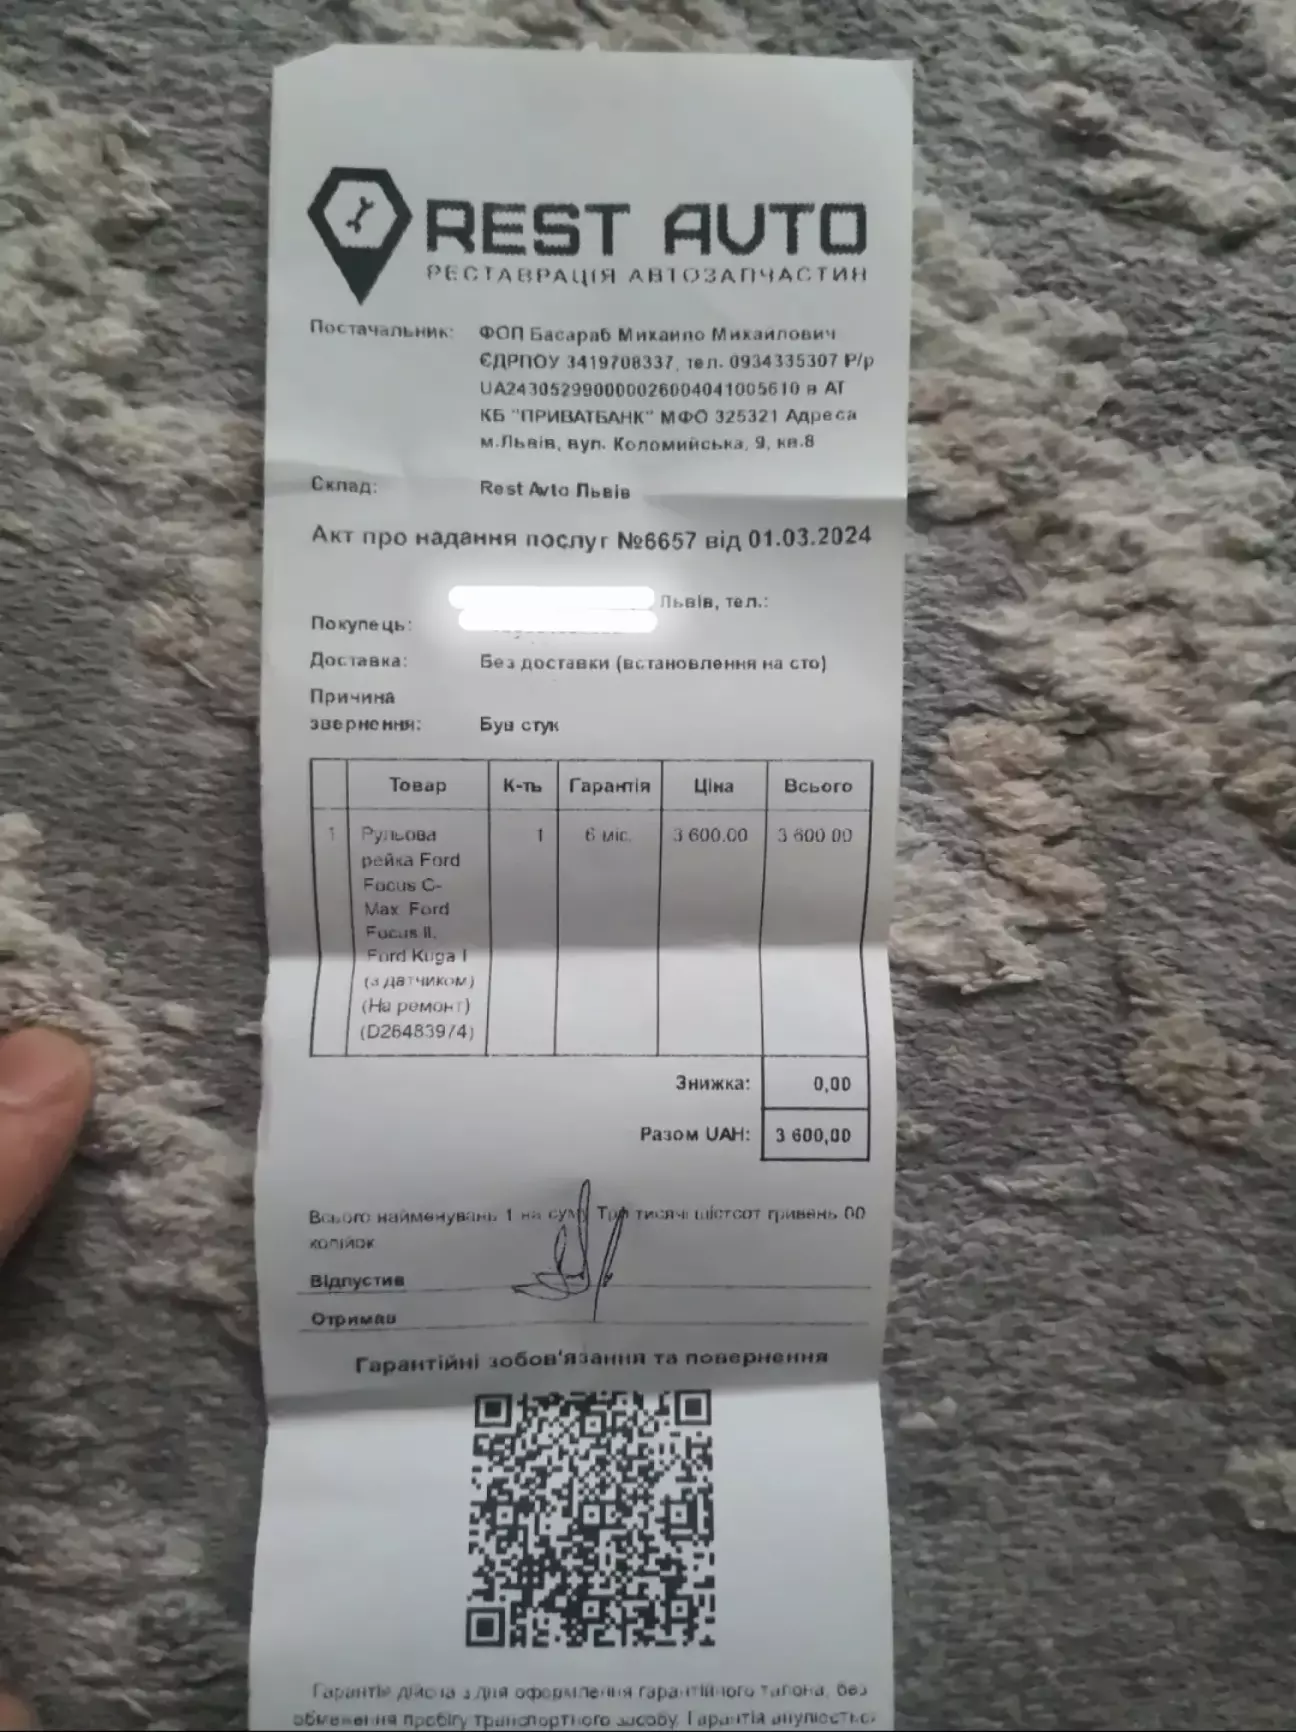 REST AVTO
РЕСТАВРАЦІЯ АВТОЗАПЧАСТИН
Постачальник: ФОП Басараб Михайло Михайлович
ЄДРПОУ 3419708337, тел. 0934335307 Р/р
UA243052990000026004041005610 в АТ
КБ "ПРИВАТБАНК" МФО 325321 Адреса
м.Львів, вул. Коломийська, 9, кв.8
Склад: Rest Avto Львів
Акт про надання послуг №6657 від 01.03.2024
Львів, тел.:
Покупець:
Доставка: Без доставки (встановлення на сто)
Причина
звернення: Був стук
Товар К-ть Гарантія Ціна Всього
1 Рульова 1 6 міс. 3 600.00 3 600 00
рейка Ford
Focus C-
Max Ford
Focus II,
Ford Kuga I
(з датчиком)
(На ремонт)
(D2648397/4)
Знижка: 0,00
Разом UAH: 3 600,00
Всього найменувань 1 на суму Три тисячі шістсот гривень 00
копійок
Відпустив
Отримав
Гарантійні зобов'язання та повернення
Гарантія дійсна з дня оформлення гарантійного талона, без
обмеження пробігу транспортного засобу. Гарантія анулюється